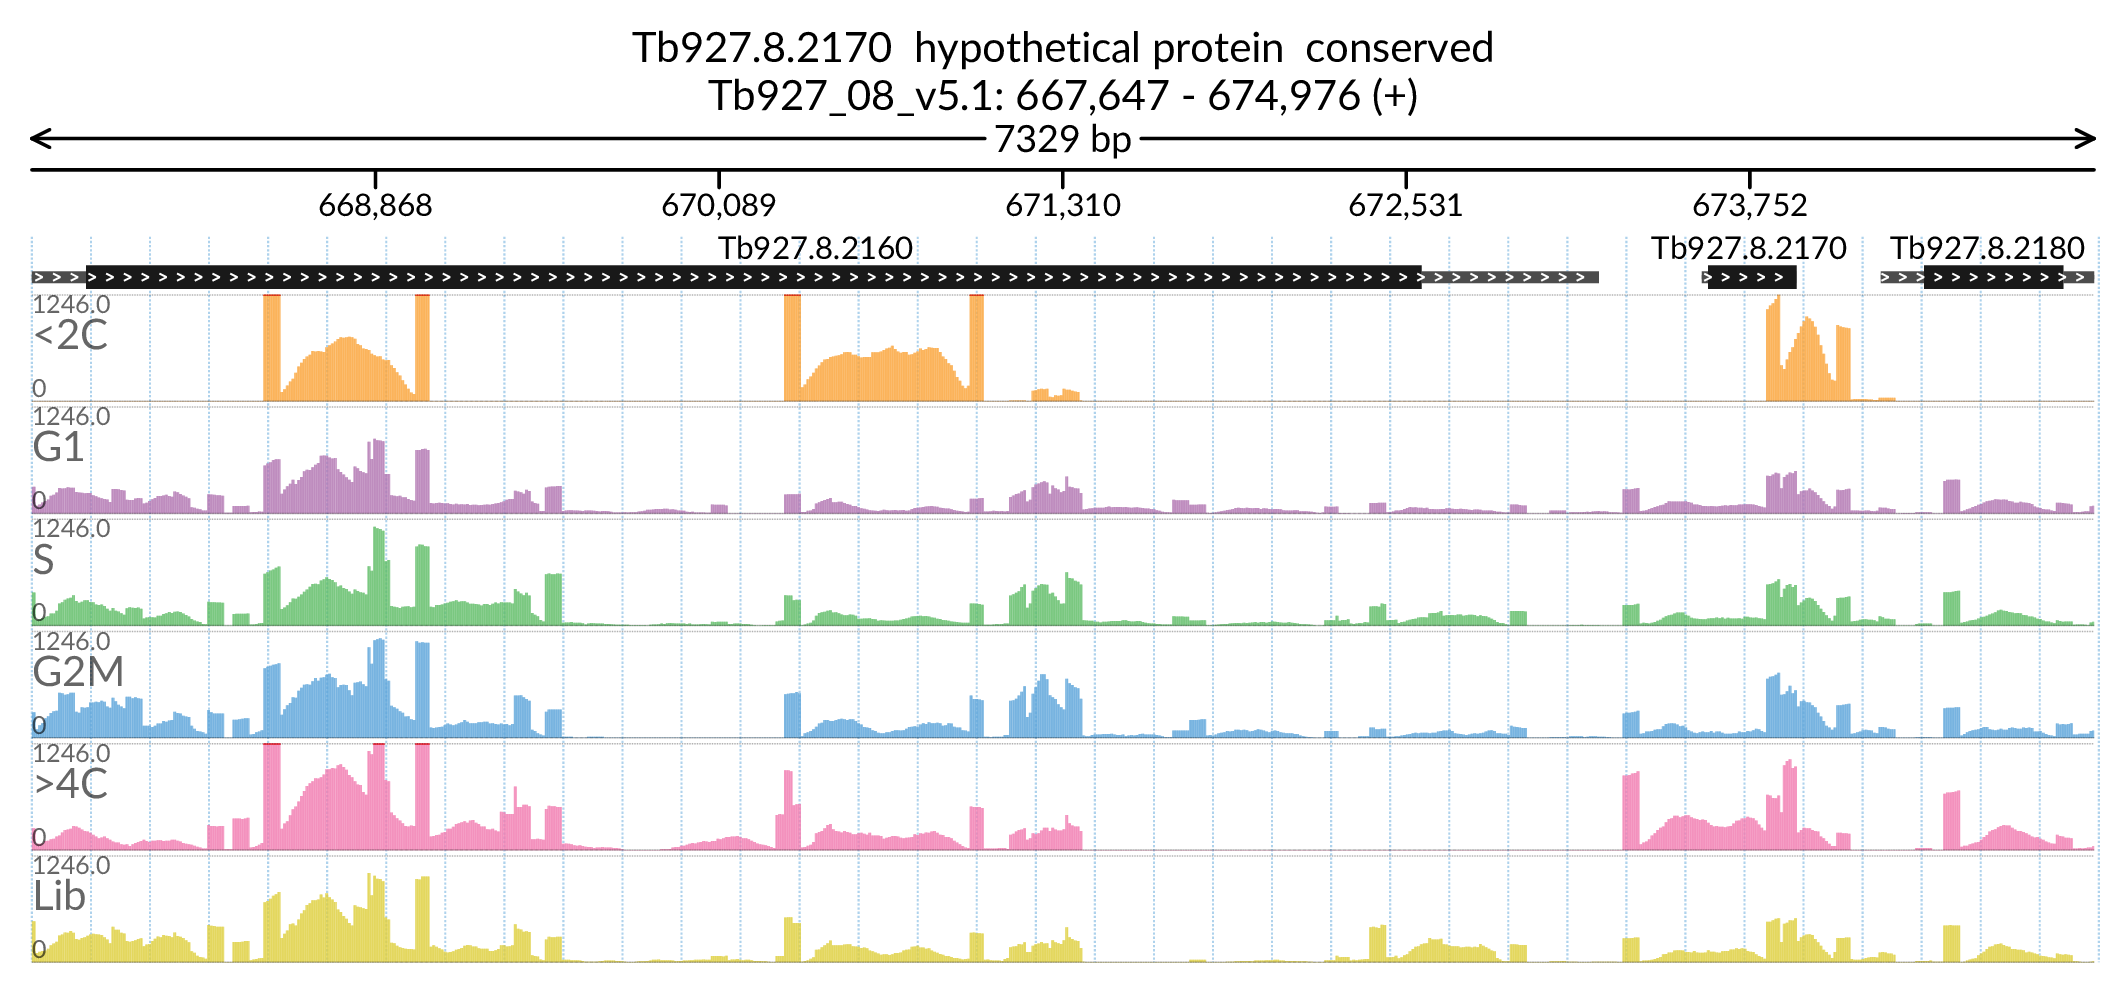 Tb927.8.2170 hypothetical protein conserved
Tb927_08_v5.1: 667,647 - 674,976 (+)
7329 bp
668,868 670,089 671,310 672,531 673,752
Tb927.8.2160 Tb927.8.2170 Tb927.8.2180
1246.0
<2C
0
1246.0
G1
0
1246.0
S
0
1246.0
G2M
0
1246.0
>4C
0
1246.0
Lib
0